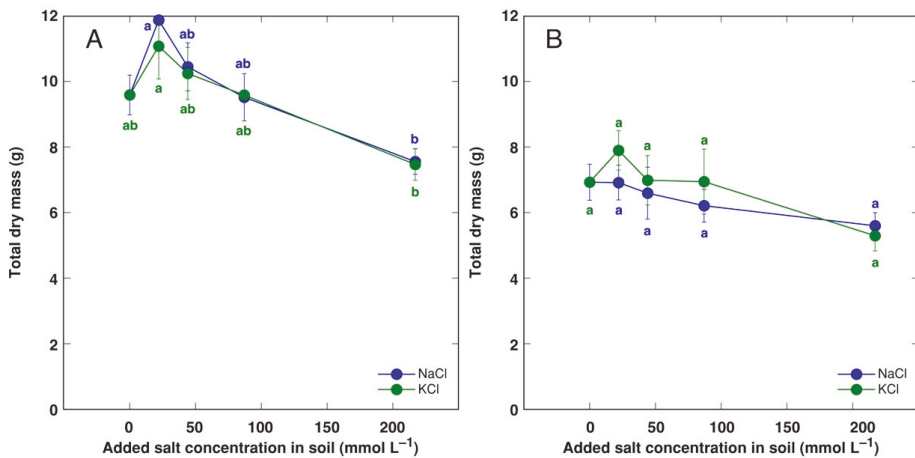 A
12
10
8
6
4
2
0
Total dry mass (g)
a
ab
ab
b
ab
a
ab
ab
b
NaCl
KCl
0 50 100 150 200
Added salt concentration in soil (mmol L⁻¹)
B
12
10
8
6
4
2
0
Total dry mass (g)
a
a
a
a
a
a
a
a
a
NaCl
KCl
0 50 100 150 200
Added salt concentration in soil (mmol L⁻¹)